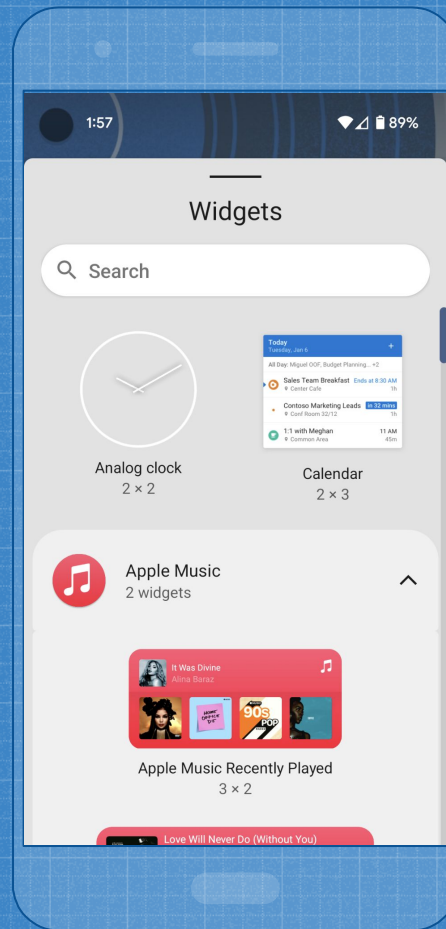 1:57
89%
Widgets
Search
Today
Tuesday, Jan 6
+
All Day: Miguel OOF, Budget Planning... +2
Sales Team Breakfast Ends at 8:30 AM
Center Cafe 1h
Contoso Marketing Leads in 32 mins
Conf Room 32/12 1h
1:1 with Meghan 11 AM
Common Area 45m
Analog clock
2 × 2
Calendar
2 × 3
Apple Music
2 widgets
It Was Divine
Alina Baraz
HOME OFFICE DJ
90s
POP
Apple Music Recently Played
3 × 2
Love Will Never Do (Without You)